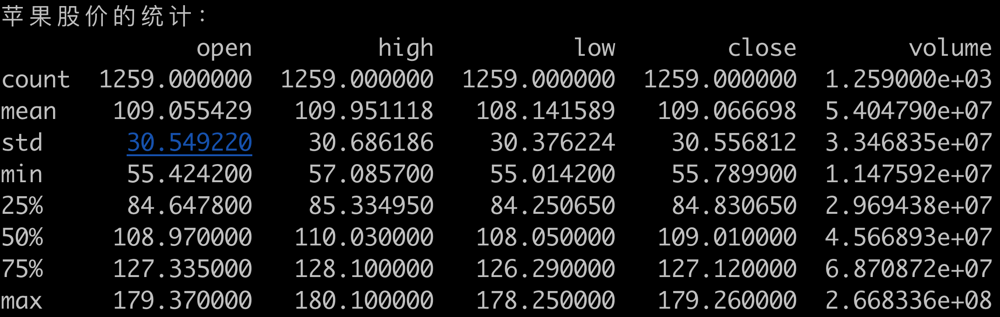 苹果股价的统计：
open high low close volume
count 1259.000000 1259.000000 1259.000000 1259.000000 1.259000e+03
mean 109.055429 109.951118 108.141589 109.066698 5.404790e+07
std 30.549220 30.686186 30.376224 30.556812 3.346835e+07
min 55.424200 57.085700 55.014200 55.789900 1.147592e+07
25% 84.647800 85.334950 84.250650 84.830650 2.969438e+07
50% 108.970000 110.030000 108.050000 109.010000 4.566893e+07
75% 127.335000 128.100000 126.290000 127.120000 6.870872e+07
max 179.370000 180.100000 178.250000 179.260000 2.668336e+08